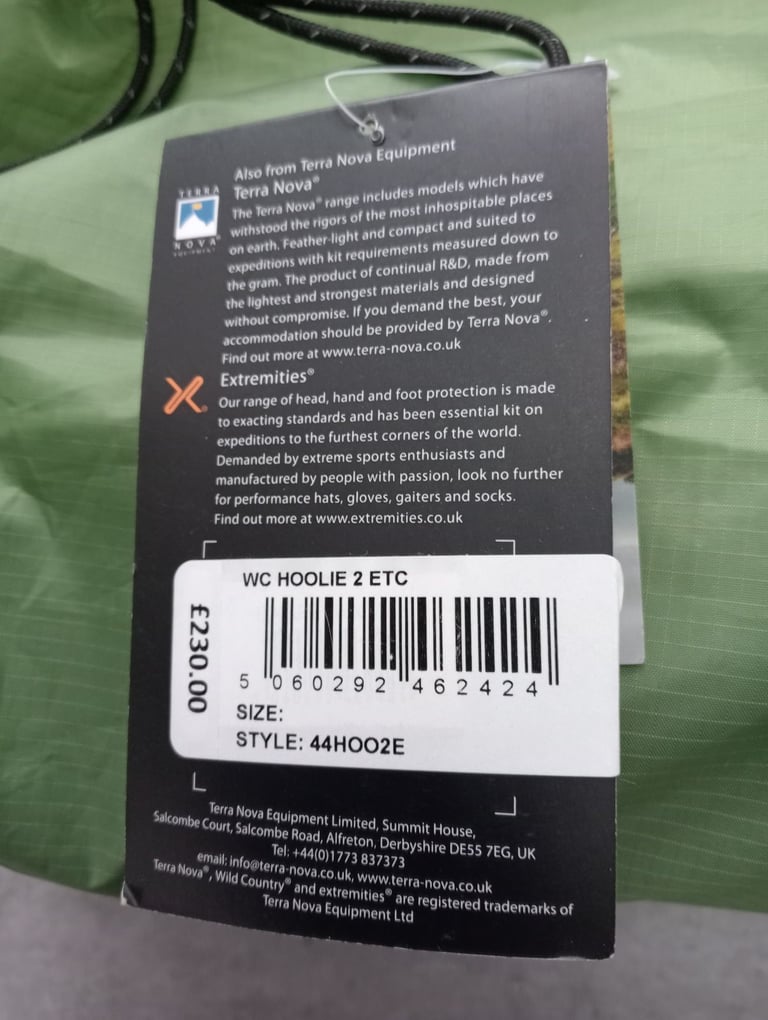 Also from Terra Nova Equipment
TERRA
NOVA®
EQUIPMENT
Terra Nova®
The Terra Nova® range includes models which have
withstood the rigors of the most inhospitable places
on earth. Feather-light and compact and suited to
expeditions with kit requirements measured down to
the gram. The product of continual R&D, made from
the lightest and strongest materials and designed
without compromise. If you demand the best, your
accommodation should be provided by Terra Nova®.
Find out more at www.terra-nova.co.uk
Extremities®
Our range of head, hand and foot protection is made
to exacting standards and has been essential kit on
expeditions to the furthest corners of the world.
Demanded by extreme sports enthusiasts and
manufactured by people with passion, look no further
for performance hats, gloves, gaiters and socks.
Find out more at www.extremities.co.uk
WC HOOLIE 2 ETC
£230.00
5 060292 462424
SIZE:
STYLE: 44HOO2E
Terra Nova Equipment Limited, Summit House,
Salcombe Court, Salcombe Road, Alfreton, Derbyshire DE55 7EG, UK
Tel: +44(0)1773 837373
email: info@terra-nova.co.uk, www.terra-nova.co.uk
Terra Nova®, Wild Country® and extremities® are registered trademarks of
Terra Nova Equipment Ltd